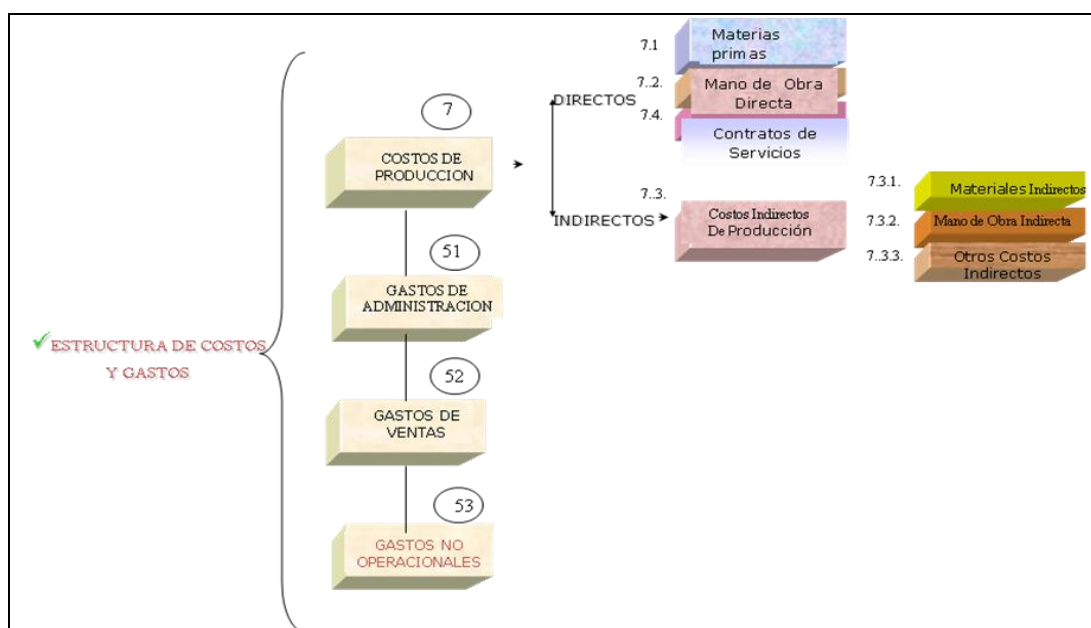 ESTRUCTURA DE COSTOS
Y GASTOS
7
COSTOS DE
PRODUCCION
51
GASTOS DE
ADMINISTRACION
52
GASTOS DE
VENTAS
53
GASTOS NO
OPERACIONALES
DIRECTOS
7.1
Materias
primas
7..2.
Mano de Obra
Directa
7.4.
Contratos de
Servicios
INDIRECTOS
7..3.
Costos Indirectos
De Producción
7.3.1.
Materiales Indirectos
7.3.2.
Mano de Obra Indirecta
7..3.3.
Otros Costos
Indirectos